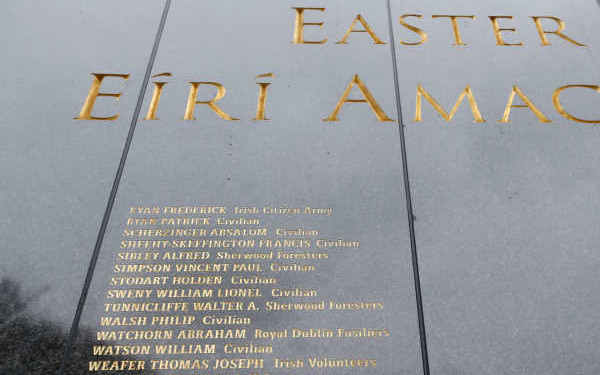 EASTER
ÉIRÍ AMAC
RYAN FREDERICK Irish Citizen Army
RYAN PATRICK Civilian
SCHERZINGER ABSALOM Civilian
SHEEHY-SKEFFINGTON FRANCIS Civilian
SIBLEY ALFRED Sherwood Foresters
SIMPSON VINCENT PAUL Civilian
STODART HOLDEN Civilian
SWENY WILLIAM LIONEL Civilian
TUNNICLIFFE WALTER A. Sherwood Foresters
WALSH PHILIP Civilian
WATCHORN ABRAHAM Royal Dublin Fusiliers
WATSON WILLIAM Civilian
WEAFER THOMAS JOSEPH Irish Volunteers